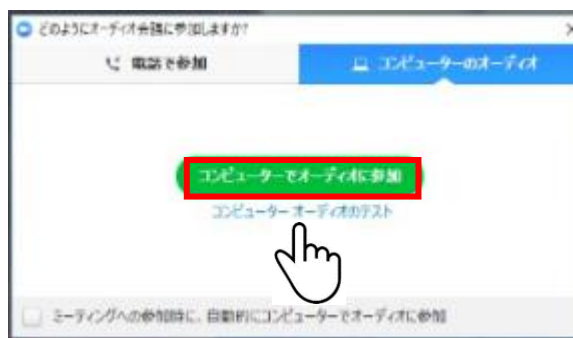 どのようにオーディオ会議に参加しますか?
電話で参加
コンピューターのオーディオ
コンピューターでオーディオに参加
コンピューター オーディオのテスト
ミーティングへの参加時に、自動的にコンピューターでオーディオに参加